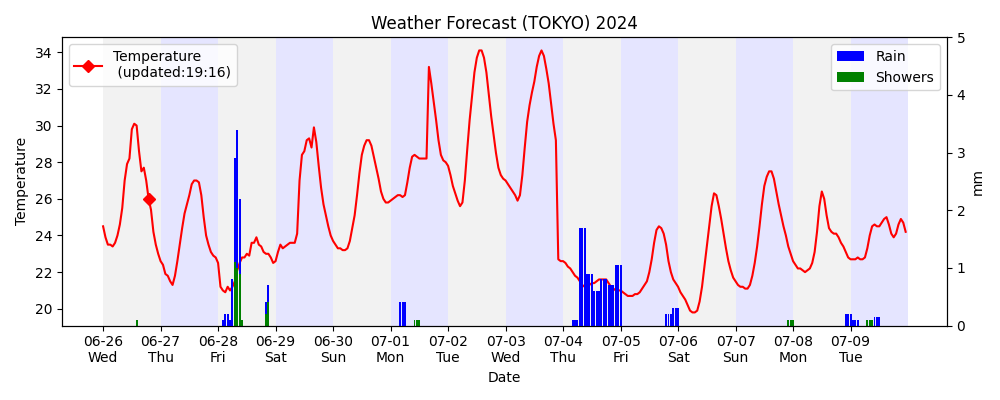 Weather Forecast (TOKYO) 2024
Temperature
(updated:19:16)
Rain
Showers
Temperature
34
32
30
28
26
24
22
20
5
4
3
2
1
0
mm
06-26 06-27 06-28 06-29 06-30 07-01 07-02 07-03 07-04 07-05 07-06 07-07 07-08 07-09
Wed Thu Fri Sat Sun Mon Tue Wed Thu Fri Sat Sun Mon Tue
Date